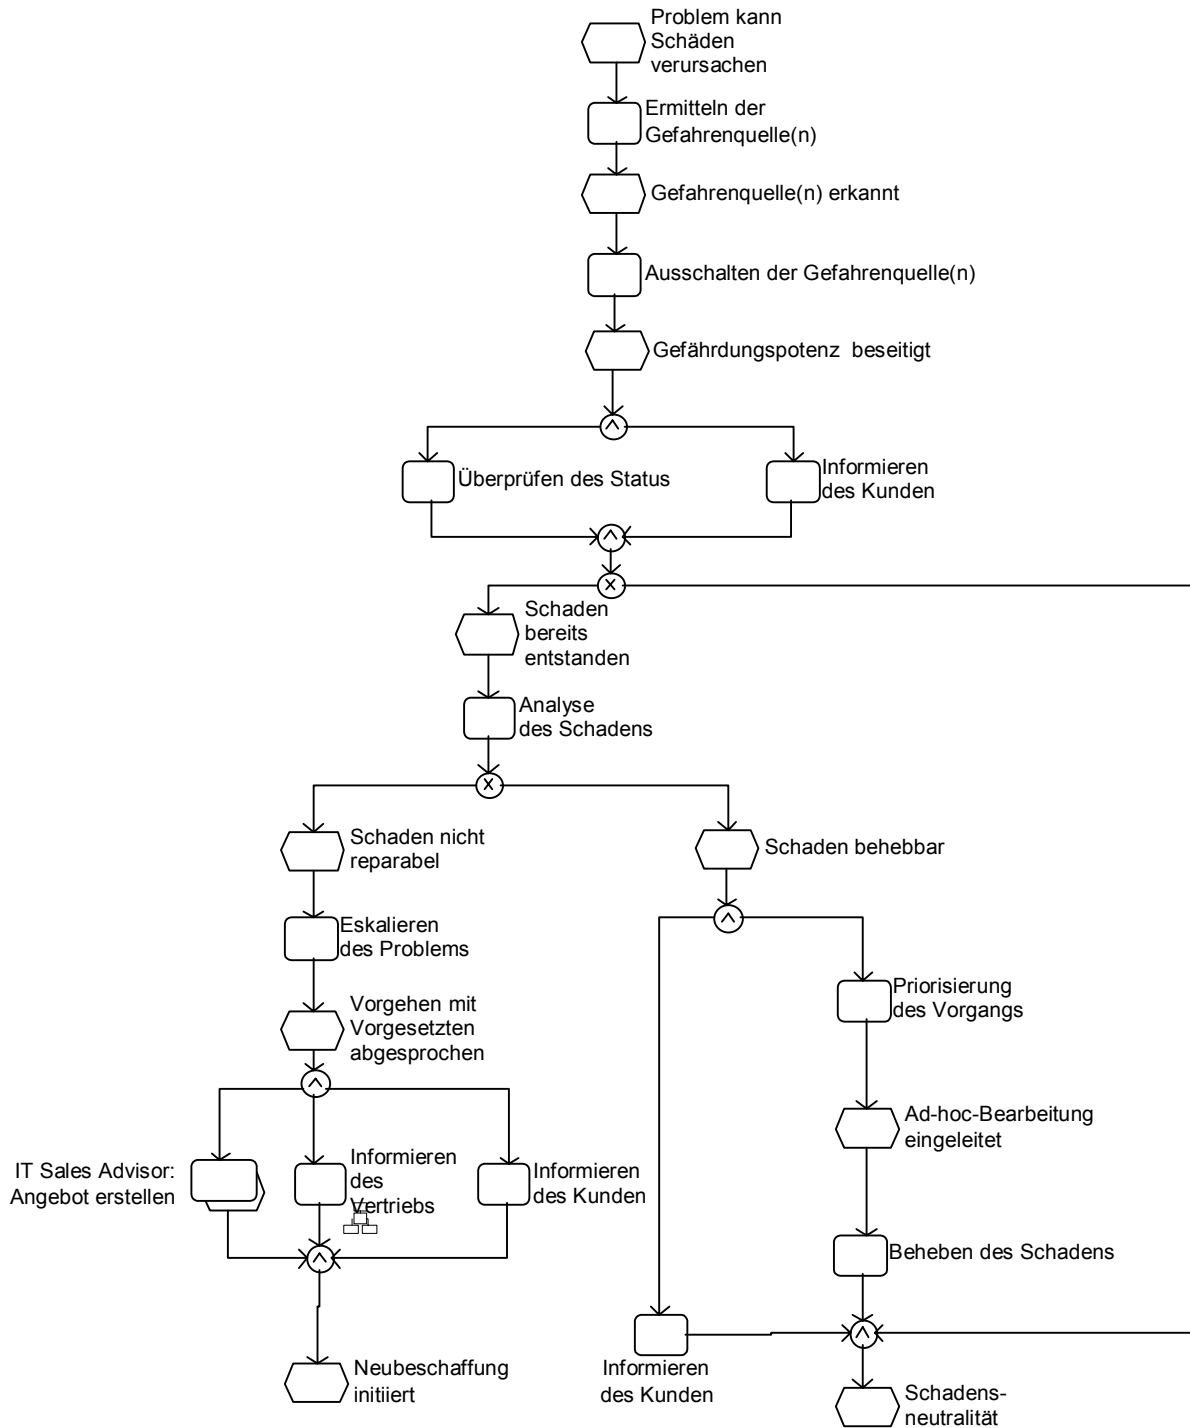 Problem kann
Schäden
verursachen
Ermitteln der
Gefahrenquelle(n)
Gefahrenquelle(n) erkannt
Ausschalten der Gefahrenquelle(n)
Gefährdungspotenz beseitigt
^
Überprüfen des Status
Informieren
des Kunden
^
X
Schaden
bereits
entstanden
Analyse
des Schadens
X
Schaden nicht
reparabel
Schaden behebbar
Eskalieren
des Problems
^
Vorgehen mit
Vorgesetzten
abgesprochen
Priorisierung
des Vorgangs
^
IT Sales Advisor:
Angebot erstellen
Informieren
des
Vertriebs
Informieren
des Kunden
Ad-hoc-Bearbeitung
eingeleitet
^
Beheben des Schadens
Informieren
des Kunden
^
Neubeschaffung
initiiert
Schadens-
neutralität